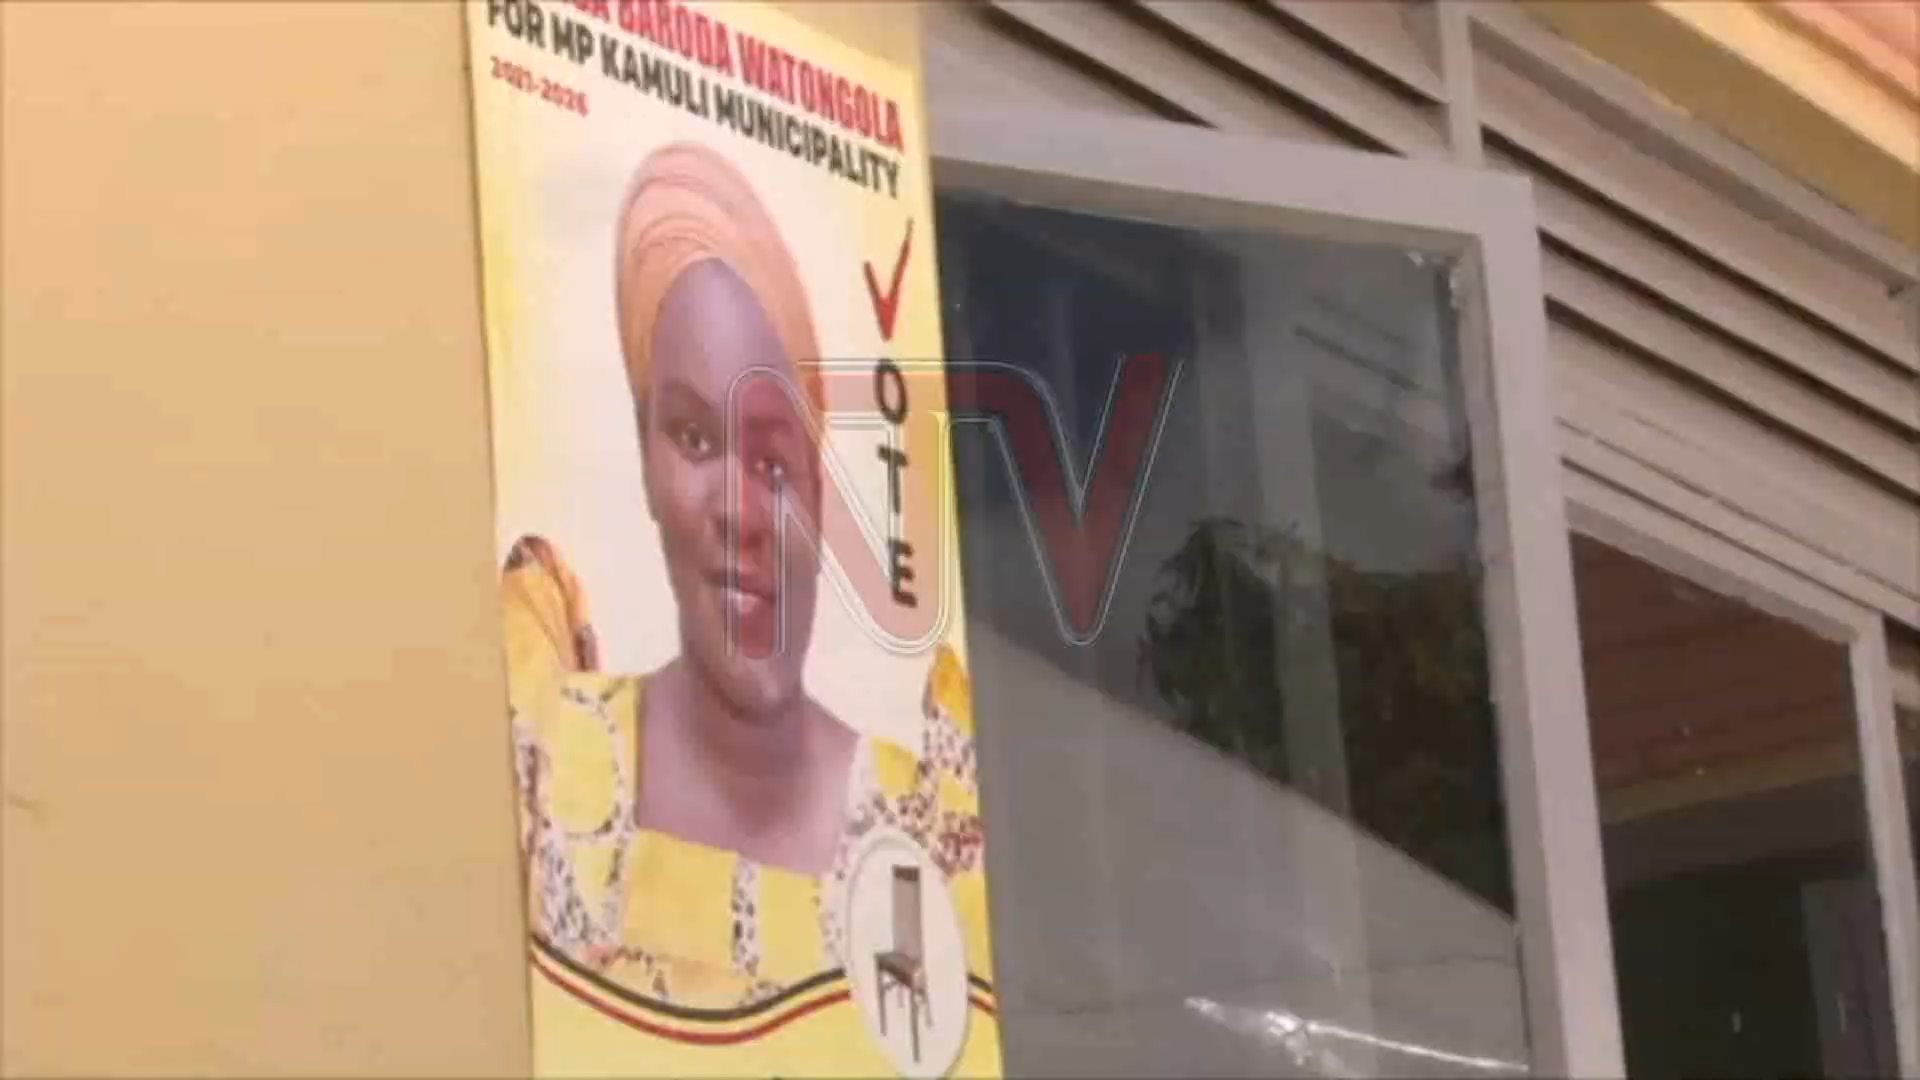 BARODA WATONGOLA
FOR MP KAMULI MUNICIPALITY
2021-2026
VOTE
NTV